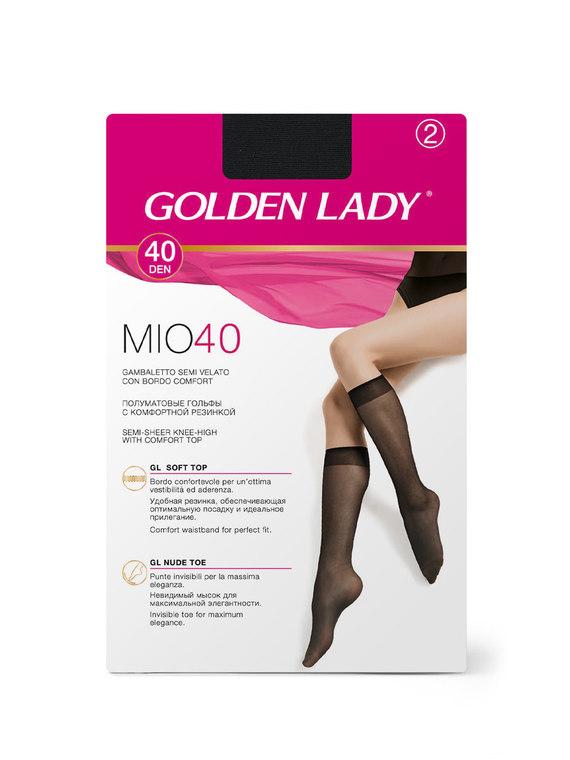 2
GOLDEN LADY®
40
DEN
MIO40
GAMBALETTO SEMI VELATO
CON BORDO COMFORT
ПОЛУМАТОВЫЕ ГОЛЬФЫ
С КОМФОРТНОЙ РЕЗИНКОЙ
SEMI-SHEER KNEE-HIGH
WITH COMFORT TOP
GL SOFT TOP
Bordo confortevole per un'ottima
vestibilità ed aderenza.
Удобная резинка, обеспечивающая
оптимальную посадку и идеальное
прилегание.
Comfort waistband for perfect fit.
GL NUDE TOE
Punte invisibili per la massima
eleganza.
Невидимый мысок для
максимальной элегантности.
Invisible toe for maximum
elegance.